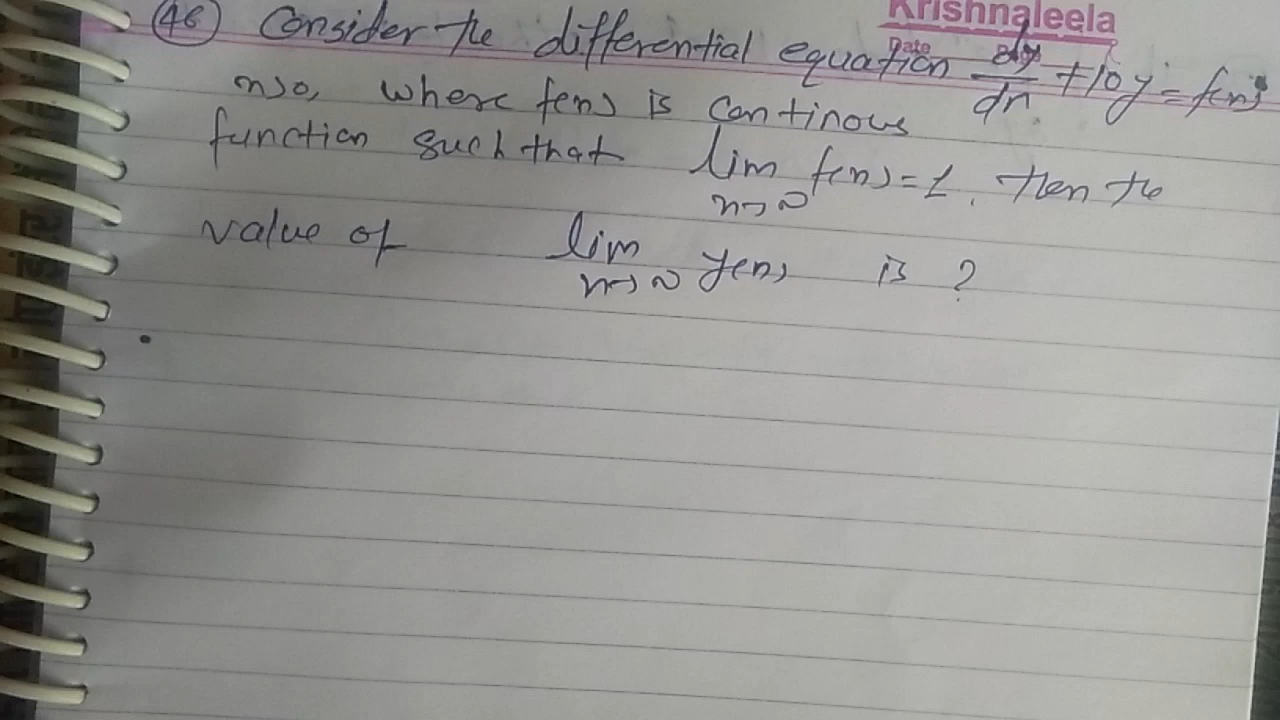 Krishnaleela
Date
(46) Consider the differential equation dy/dx + 10y = f(x),
x>0, where f(x) is continous
function such that lim x→∞ f(x) = 1. then the
value of lim x→∞ y(x) is ?